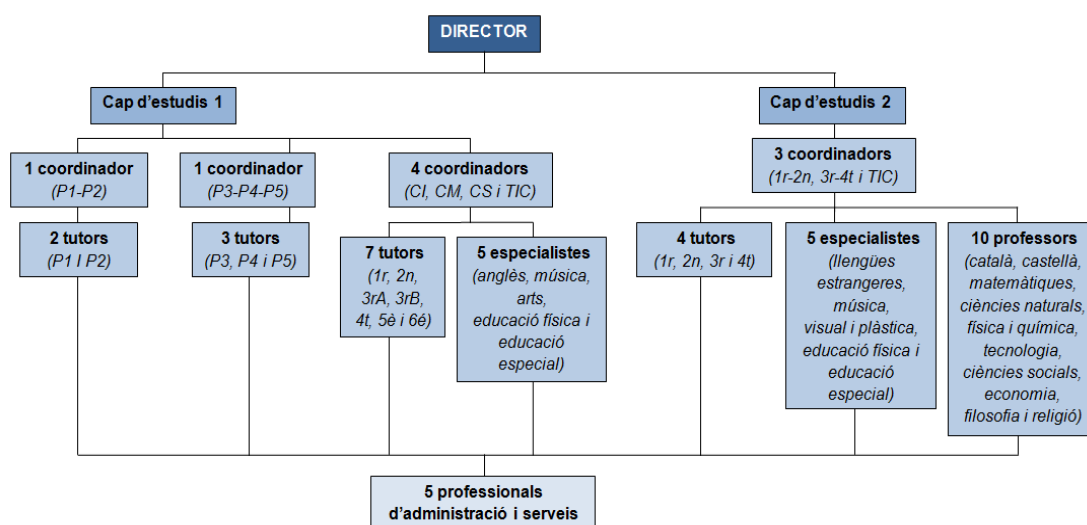 DIRECTOR
Cap d'estudis 1
Cap d'estudis 2
1 coordinador
(P1-P2)
1 coordinador
(P3-P4-P5)
4 coordinadors
(CI, CM, CS i TIC)
3 coordinadors
(1r-2n, 3r-4t i TIC)
2 tutors
(P1 I P2)
3 tutors
(P3, P4 i P5)
7 tutors
(1r, 2n,
3rA, 3rB,
4t, 5è i 6é)
5 especialistes
(anglès, música,
arts,
educació física i
educació
especial)
4 tutors
(1r, 2n, 3r i 4t)
5 especialistes
(llengües
estrangeres,
música,
visual i plàstica,
educació física i
educació
especial)
10 professors
(català, castellà,
matemàtiques,
ciències naturals,
física i química,
tecnologia,
ciències socials,
economia,
filosofia i religió)
5 professionals
d'administració i serveis